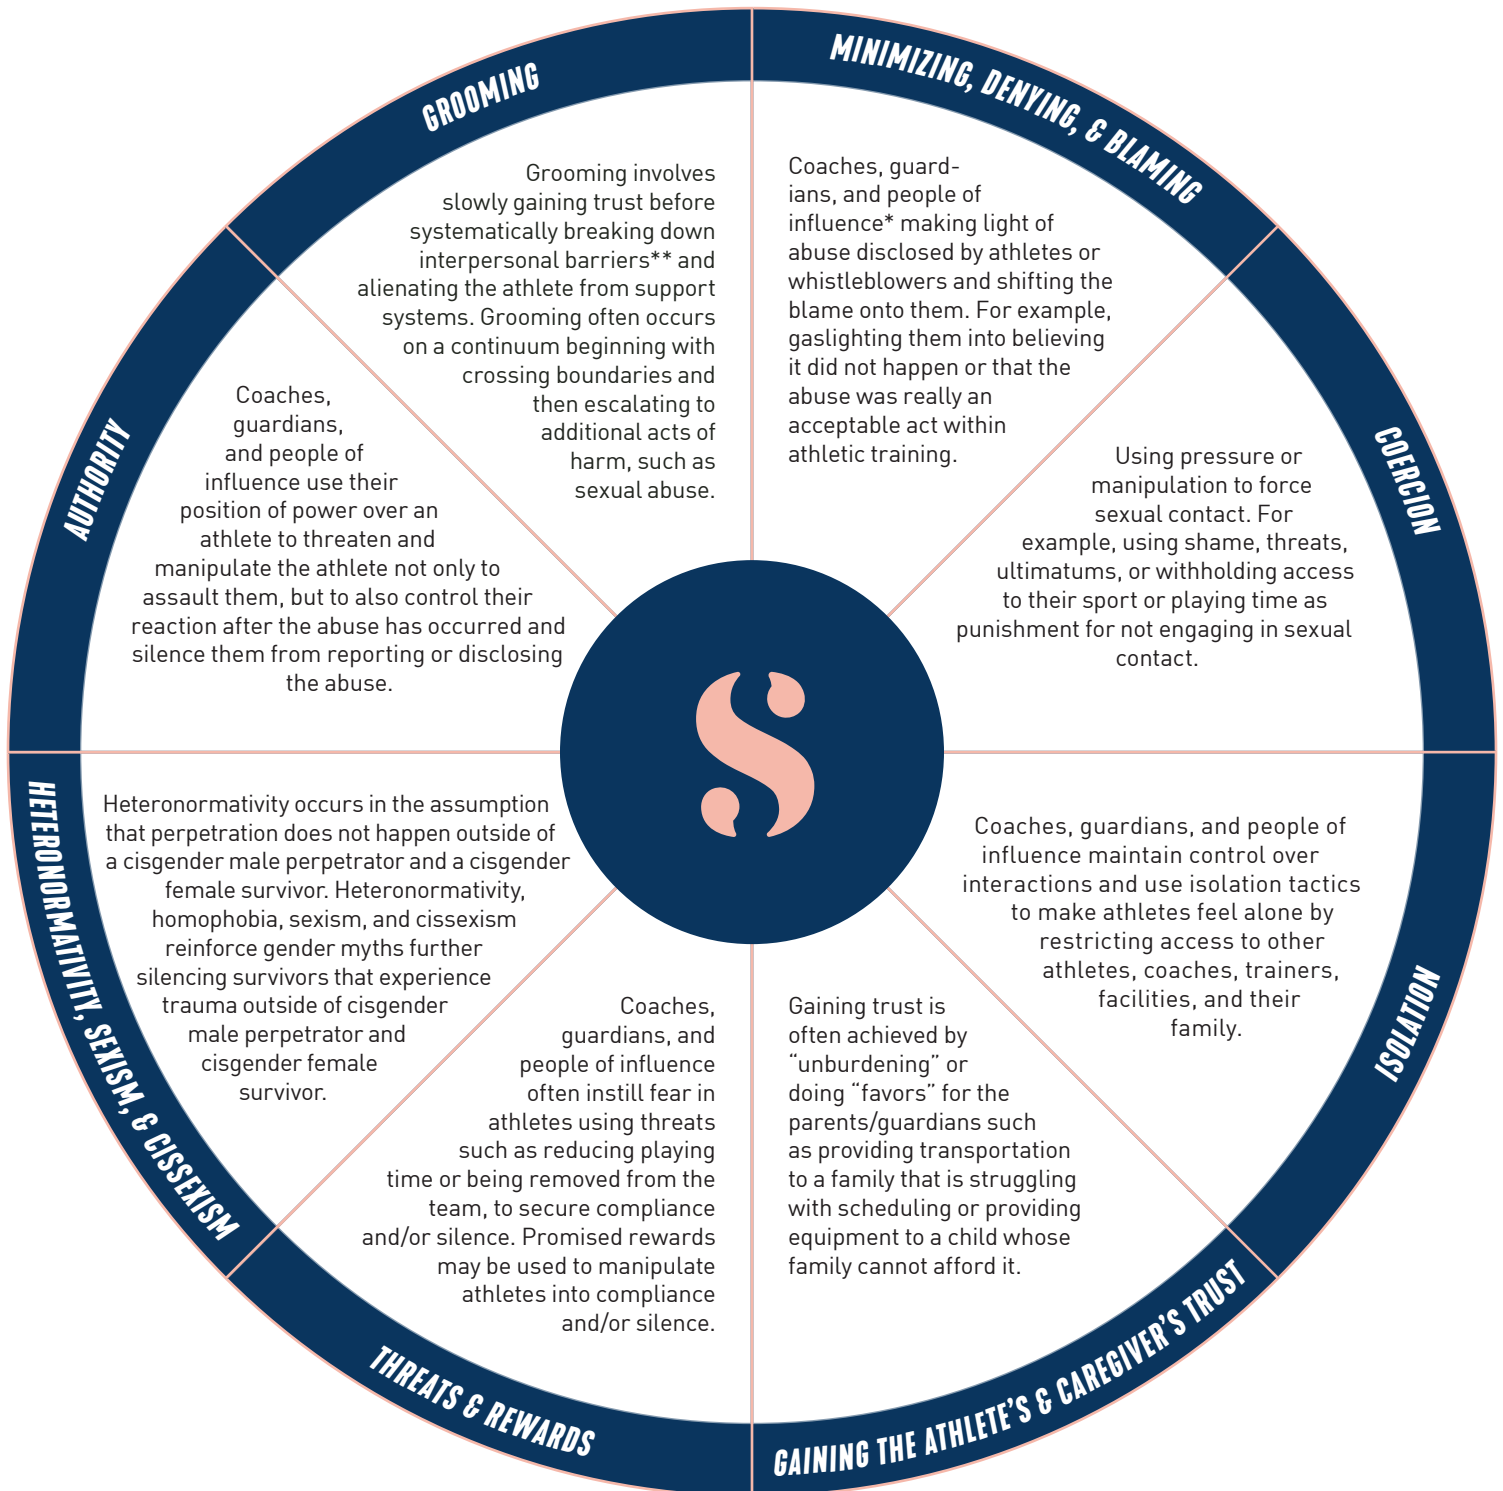 MINIMIZING, DENYING, & BLAMING
Coaches, guard-
ians, and people of
influence* making light of
abuse disclosed by athletes or
whistleblowers and shifting the
blame onto them. For example,
gaslighting them into believing
it did not happen or that the
abuse was really an
acceptable act within
athletic training.
COERCION
Using pressure or
manipulation to force
sexual contact. For
example, using shame, threats,
ultimatums, or withholding access
to their sport or playing time as
punishment for not engaging in sexual
contact.
ISOLATION
Coaches, guardians, and people of
influence maintain control over
interactions and use isolation tactics
to make athletes feel alone by
restricting access to other
athletes, coaches, trainers,
facilities, and their
family.
GAINING THE ATHLETE'S & CAREGIVER'S TRUST
Gaining trust is
often achieved by
“unburdening” or
doing “favors” for the
parents/guardians such
as providing transportation
to a family that is struggling
with scheduling or providing
equipment to a child whose
family cannot afford it.
THREATS & REWARDS
Coaches,
guardians, and
people of influence
often instill fear in
athletes using threats
such as reducing playing
time or being removed from the
team, to secure compliance
and/or silence. Promised rewards
may be used to manipulate
athletes into compliance
and/or silence.
HETERONORMATIVITY, SEXISM, & CISSEXISM
Heteronormativity occurs in the assumption
that perpetration does not happen outside of
a cisgender male perpetrator and a cisgender
female survivor. Heteronormativity,
homophobia, sexism, and cissexism
reinforce gender myths further
silencing survivors that experience
trauma outside of cisgender
male perpetrator and
cisgender female
survivor.
AUTHORITY
Coaches,
guardians,
and people of
influence use their
position of power over an
athlete to threaten and
manipulate the athlete not only to
assault them, but to also control their
reaction after the abuse has occurred and
silence them from reporting or disclosing
the abuse.
GROOMING
Grooming involves
slowly gaining trust before
systematically breaking down
interpersonal barriers** and
alienating the athlete from support
systems. Grooming often occurs
on a continuum beginning with
crossing boundaries and
then escalating to
additional acts of
harm, such as
sexual abuse.
S